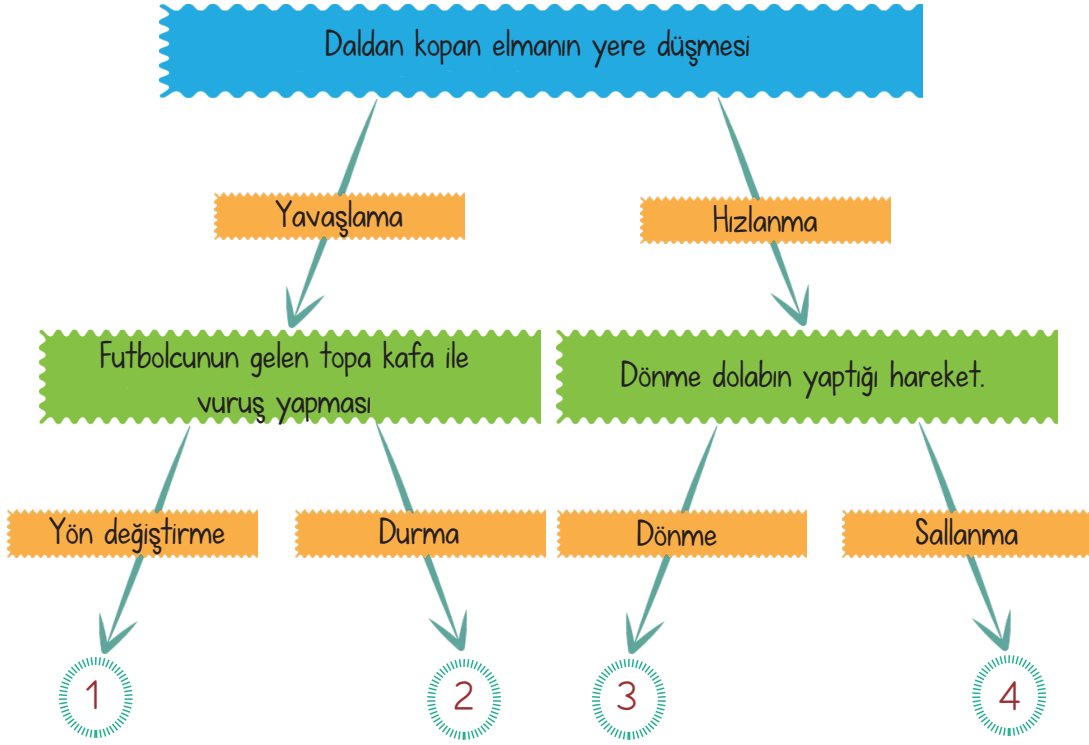 Daldan kopan elmanın yere düşmesi
Yavaşlama
Hızlanma
Futbolcunun gelen topa kafa ile
vuruş yapması
Dönme dolabın yaptığı hareket.
Yön değiştirme
Durma
Dönme
Sallanma
1
2
3
4